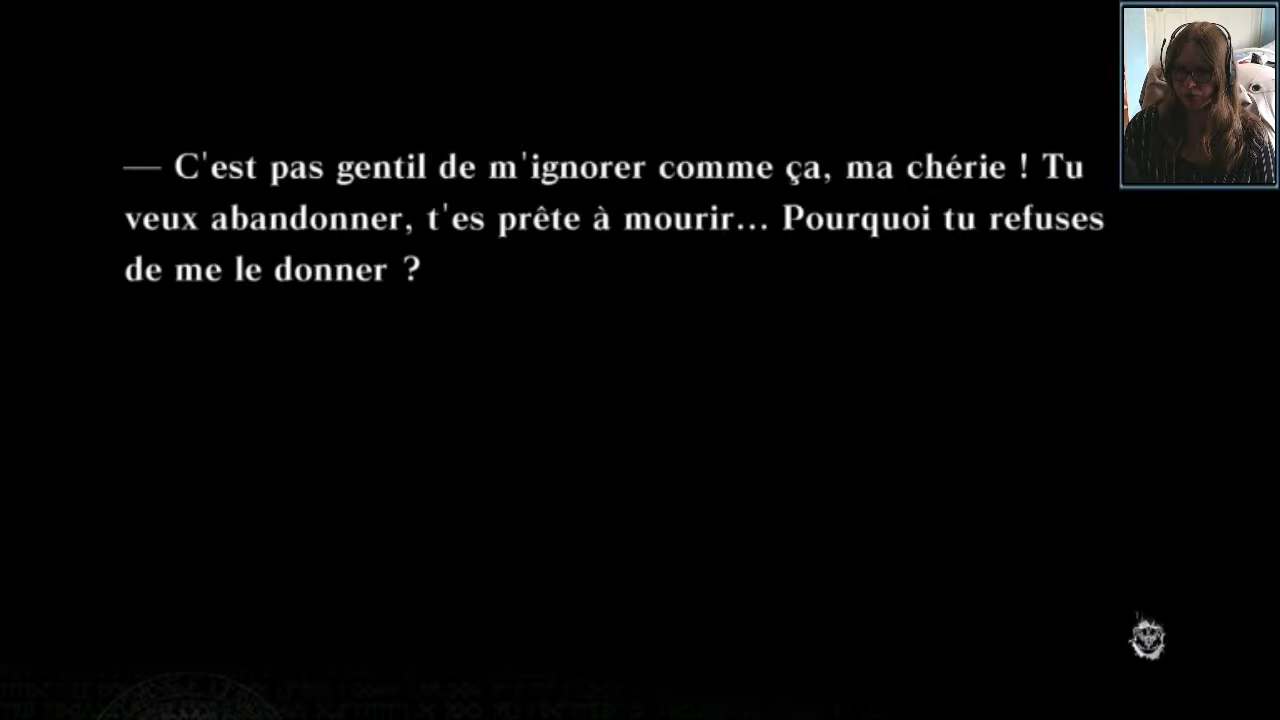 — C'est pas gentil de m'ignorer comme ça, ma chérie ! Tu
veux abandonner, t'es prête à mourir... Pourquoi tu refuses
de me le donner ?